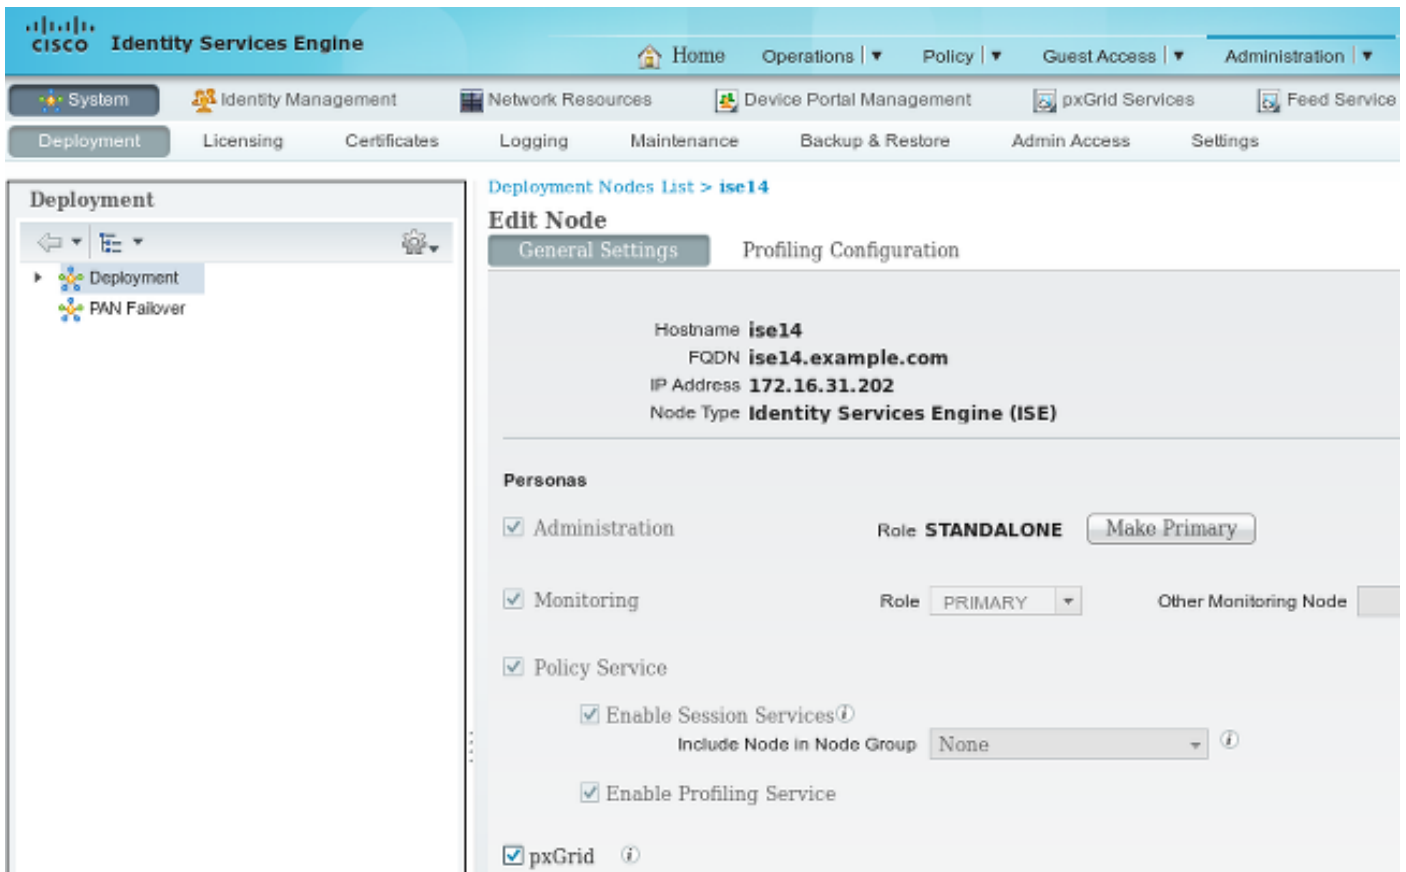 CISCO Identity Services Engine
Home Operations ▼ Policy ▼ Guest Access ▼ Administration ▼
System Identity Management Network Resources Device Portal Management pxGrid Services Feed Service
Deployment Licensing Certificates Logging Maintenance Backup & Restore Admin Access Settings
Deployment
Deployment
PAN Failover
Deployment Nodes List > ise14
Edit Node
General Settings Profiling Configuration
Hostname ise14
FQDN ise14.example.com
IP Address 172.16.31.202
Node Type Identity Services Engine (ISE)
Personas
Administration Role STANDALONE Make Primary
Monitoring Role PRIMARY Other Monitoring Node
Policy Service
Enable Session Services i
Include Node in Node Group None i
Enable Profiling Service
pxGrid i